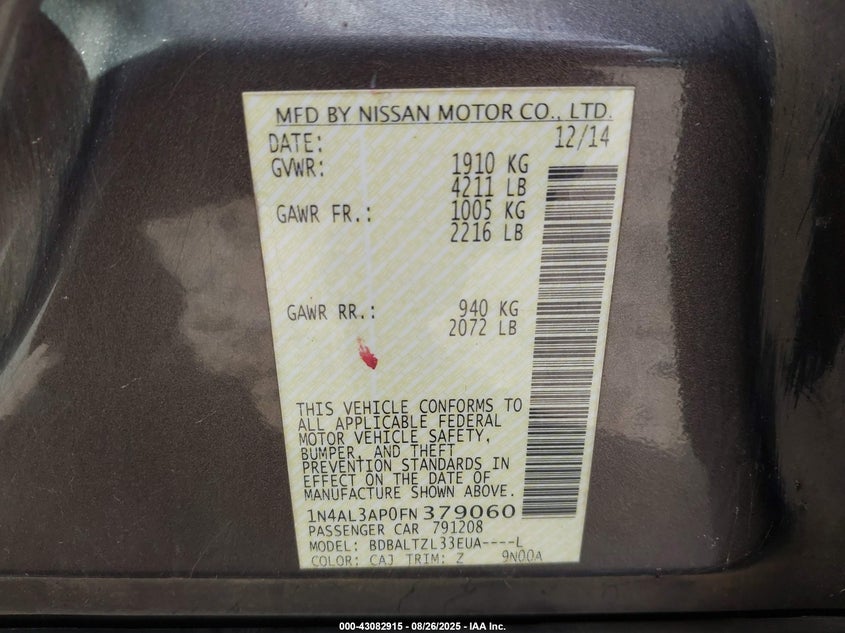 MFD BY NISSAN MOTOR CO., LTD.
DATE: 12/14
GVWR: 1910 KG
4211 LB
GAWR FR.: 1005 KG
2216 LB
GAWR RR.: 940 KG
2072 LB
THIS VEHICLE CONFORMS TO
ALL APPLICABLE FEDERAL
MOTOR VEHICLE SAFETY,
BUMPER, AND THEFT
PREVENTION STANDARDS IN
EFFECT ON THE DATE OF
MANUFACTURE SHOWN ABOVE.
1N4AL3AP0FN379060
PASSENGER CAR 791208
MODEL: BDBALTZL33EUA----L
COLOR: CAJ TRIM: Z 9N00A
000-43082915 - 08/26/2025 - IAA Inc.